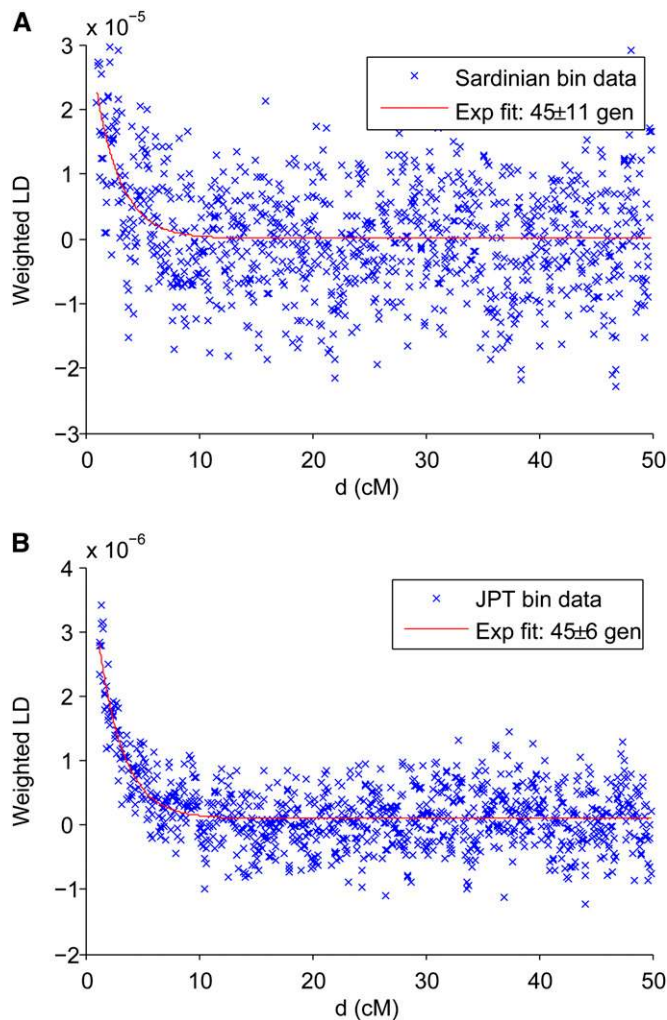 A
x 10⁻⁵
3
2
1
0
−1
−2
−3
Weighted LD
0 10 20 30 40 50
d (cM)
Sardinian bin data
Exp fit: 45±11 gen
B
x 10⁻⁶
4
3
2
1
0
−1
−2
Weighted LD
0 10 20 30 40 50
d (cM)
JPT bin data
Exp fit: 45±6 gen